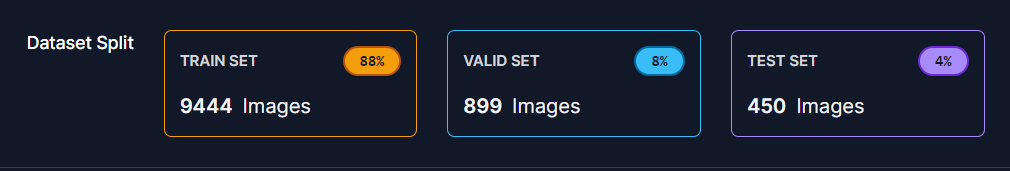 Dataset Split
TRAIN SET 88%
9444 Images
VALID SET 8%
899 Images
TEST SET 4%
450 Images